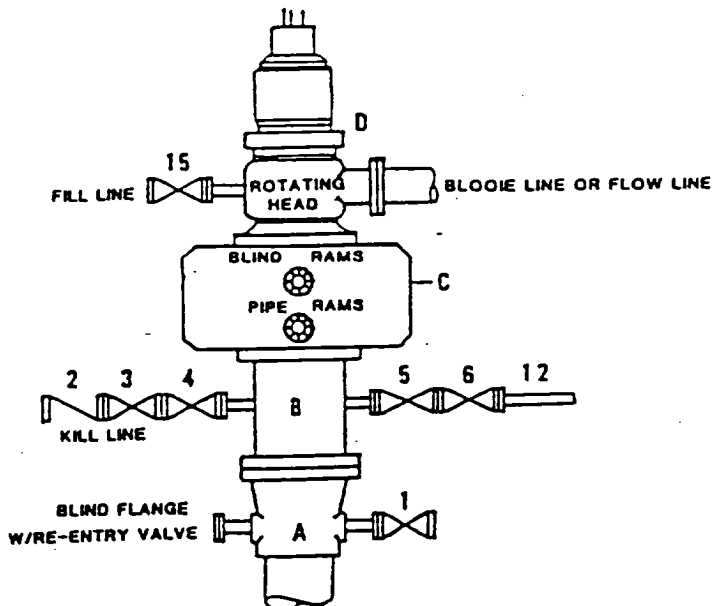 D
15
FILL LINE
ROTATING
HEAD
BLOOIE LINE OR FLOW LINE
BLIND RAMS
C
PIPE RAMS
2 3 4
5 6 12
B
KILL LINE
BLIND FLANGE
W/RE-ENTRY VALVE
A
1